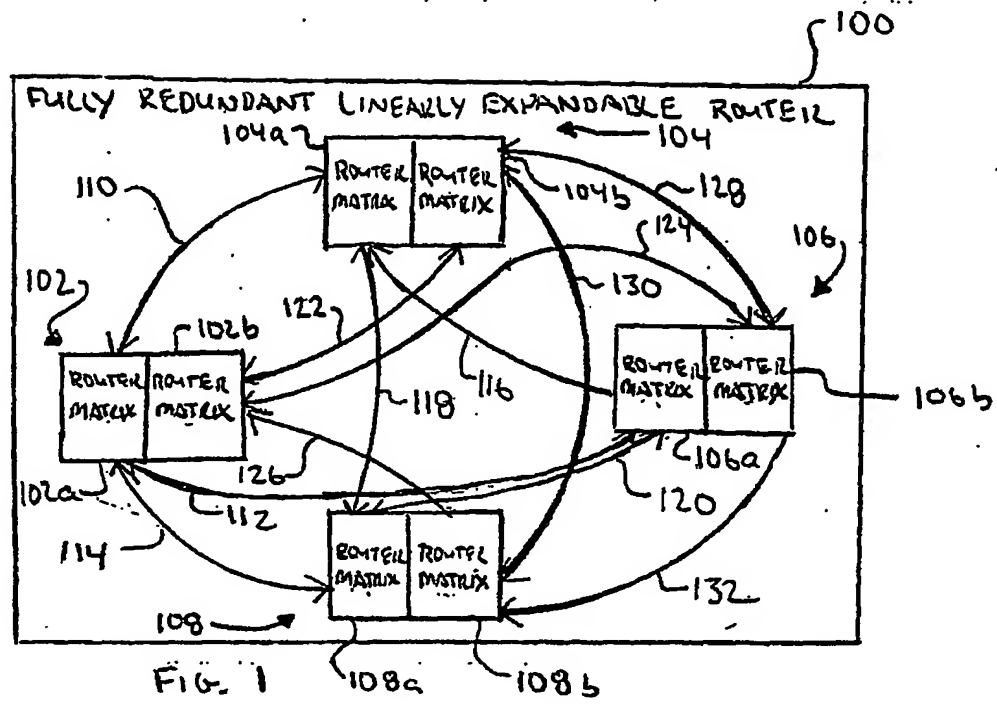 100
FULLY REDUNDANT LINEARLY EXPANDABLE ROUTER
104a
104
ROUTER MATRIX
ROUTER MATRIX
104b
110
128
124
106
102
122
102b
130
ROUTER MATRIX
ROUTER MATRIX
118
116
ROUTER MATRIX
ROUTER MATRIX
106b
126
106a
102a
112
120
114
ROUTER MATRIX
ROUTER MATRIX
132
108
108a
108b
FIG. 1